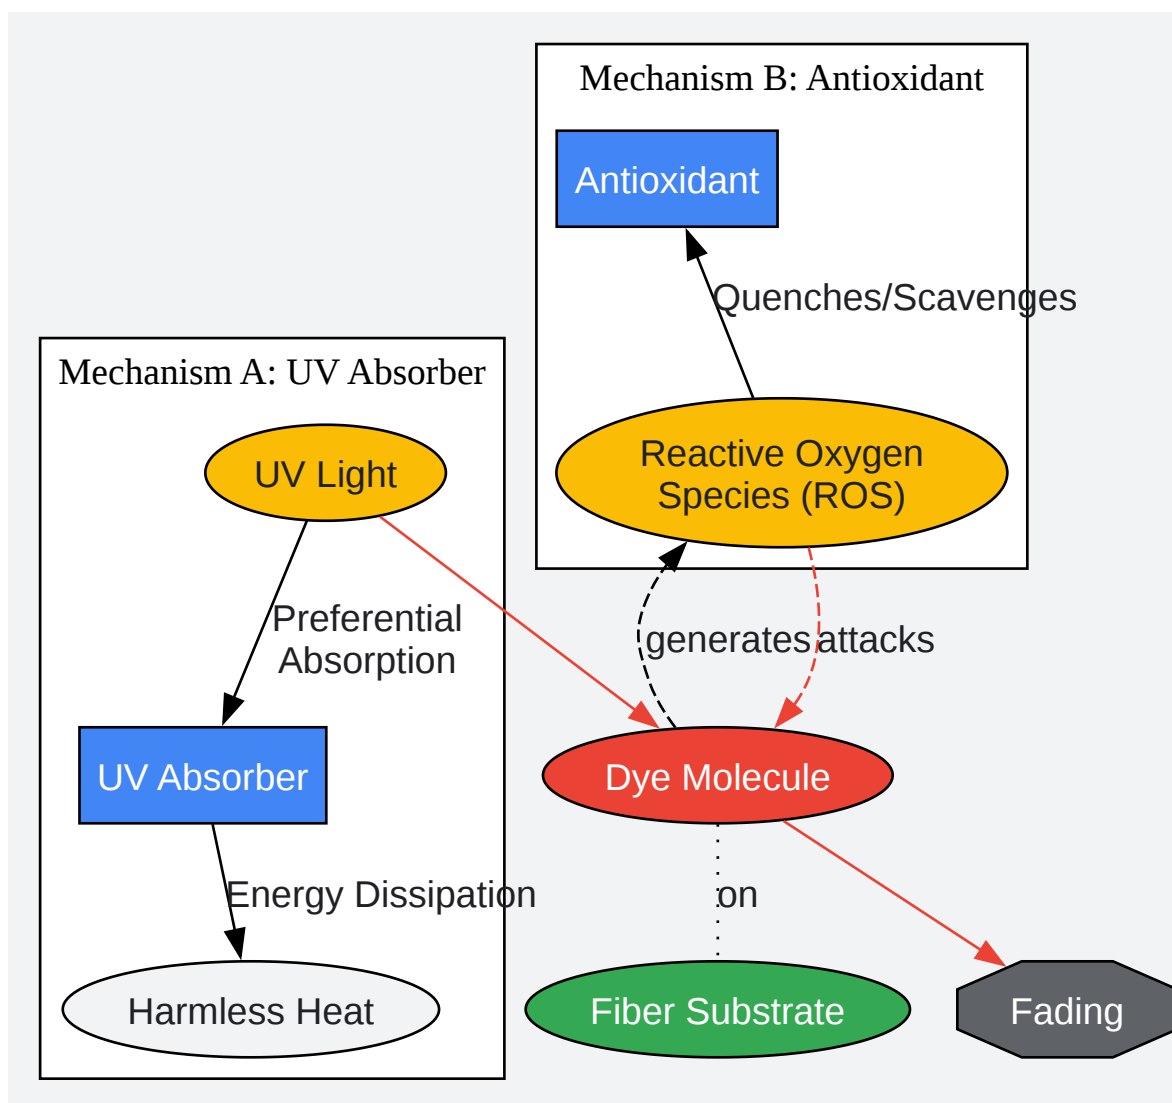 Mechanism B: Antioxidant
Antioxidant
Quenches/Scavenges
Reactive Oxygen
Species (ROS)
Mechanism A: UV Absorber
UV Light
Preferential
Absorption
UV Absorber
Energy Dissipation
Harmless Heat
generates
attacks
Dye Molecule
on
Fiber Substrate
Fading